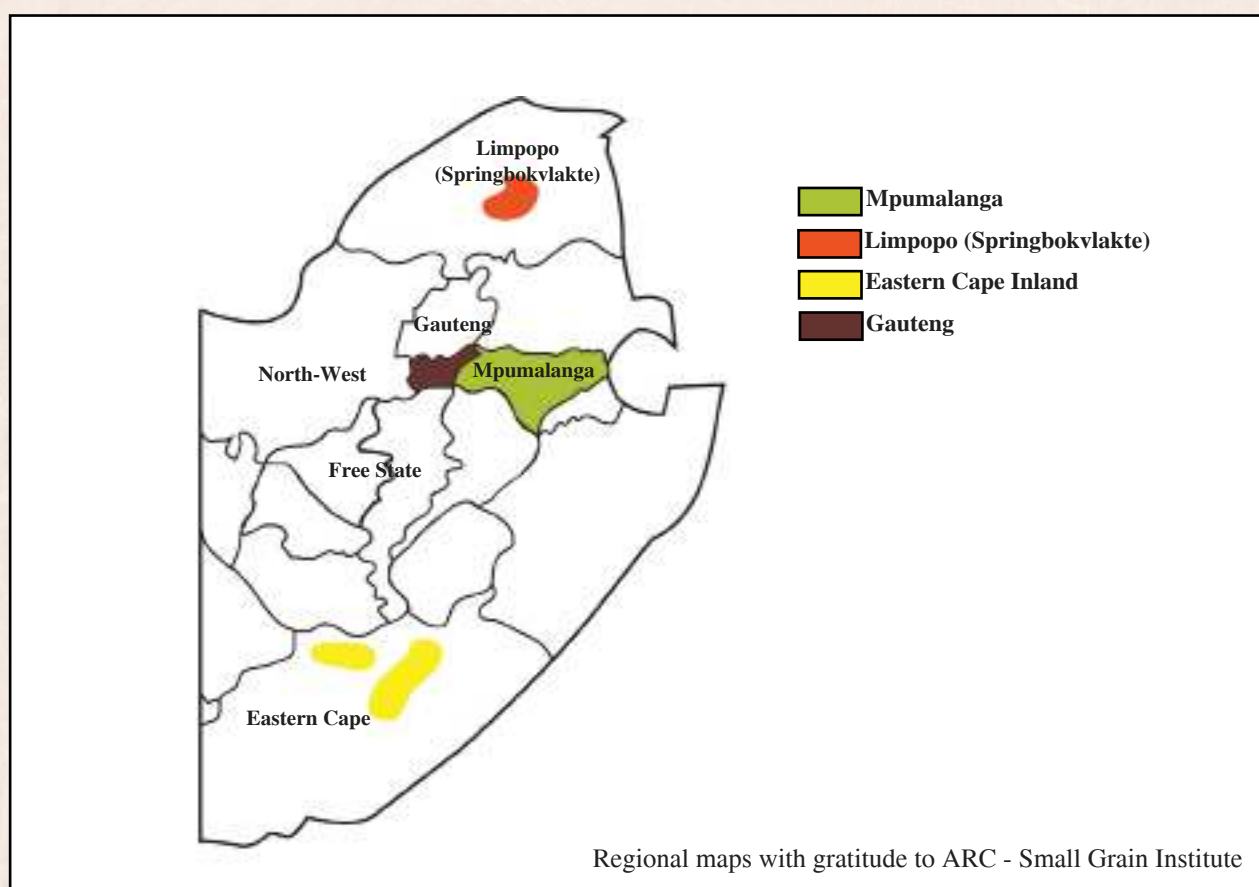 Limpopo
(Springbokvlakte)
Gauteng
North-West
Mpumalanga
Free State
Eastern Cape
Mpumalanga
Limpopo (Springbokvlakte)
Eastern Cape Inland
Gauteng
Regional maps with gratitude to ARC - Small Grain Institute